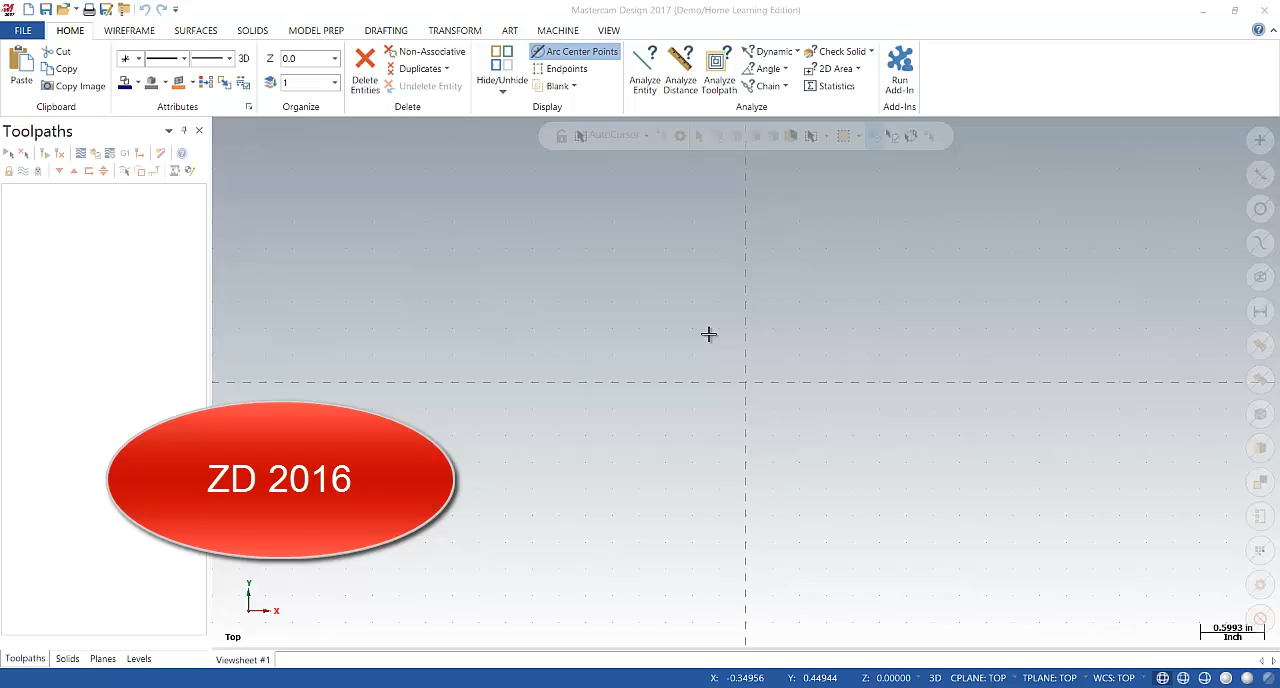 Mastercam Design 2017 (Demo/Home Learning Edition)
FILE HOME WIREFRAME SURFACES SOLIDS MODEL PREP DRAFTING TRANSFORM ART MACHINE VIEW
Paste
Cut
Copy
Copy Image
Clipboard
3D
Attributes
Z 0.0
1
Organize
Delete
Entities
Non-Associative
Duplicates
Undelete Entity
Delete
Hide/Unhide
Arc Center Points
Endpoints
Blank
Display
Analyze
Entity
Analyze
Distance
Analyze
Toolpath
Dynamic
Angle
Chain
Check Solid
2D Area
Statistics
Analyze
Run
Add-In
Add-Ins
Toolpaths
G1
AutoCursor
ZD 2016
Y
X
Top
0.5993 in
Inch
Toolpaths Solids Planes Levels
Viewsheet #1
X: -0.34956 Y: 0.44944 Z: 0.00000 3D CPLANE: TOP TPLANE: TOP WCS: TOP